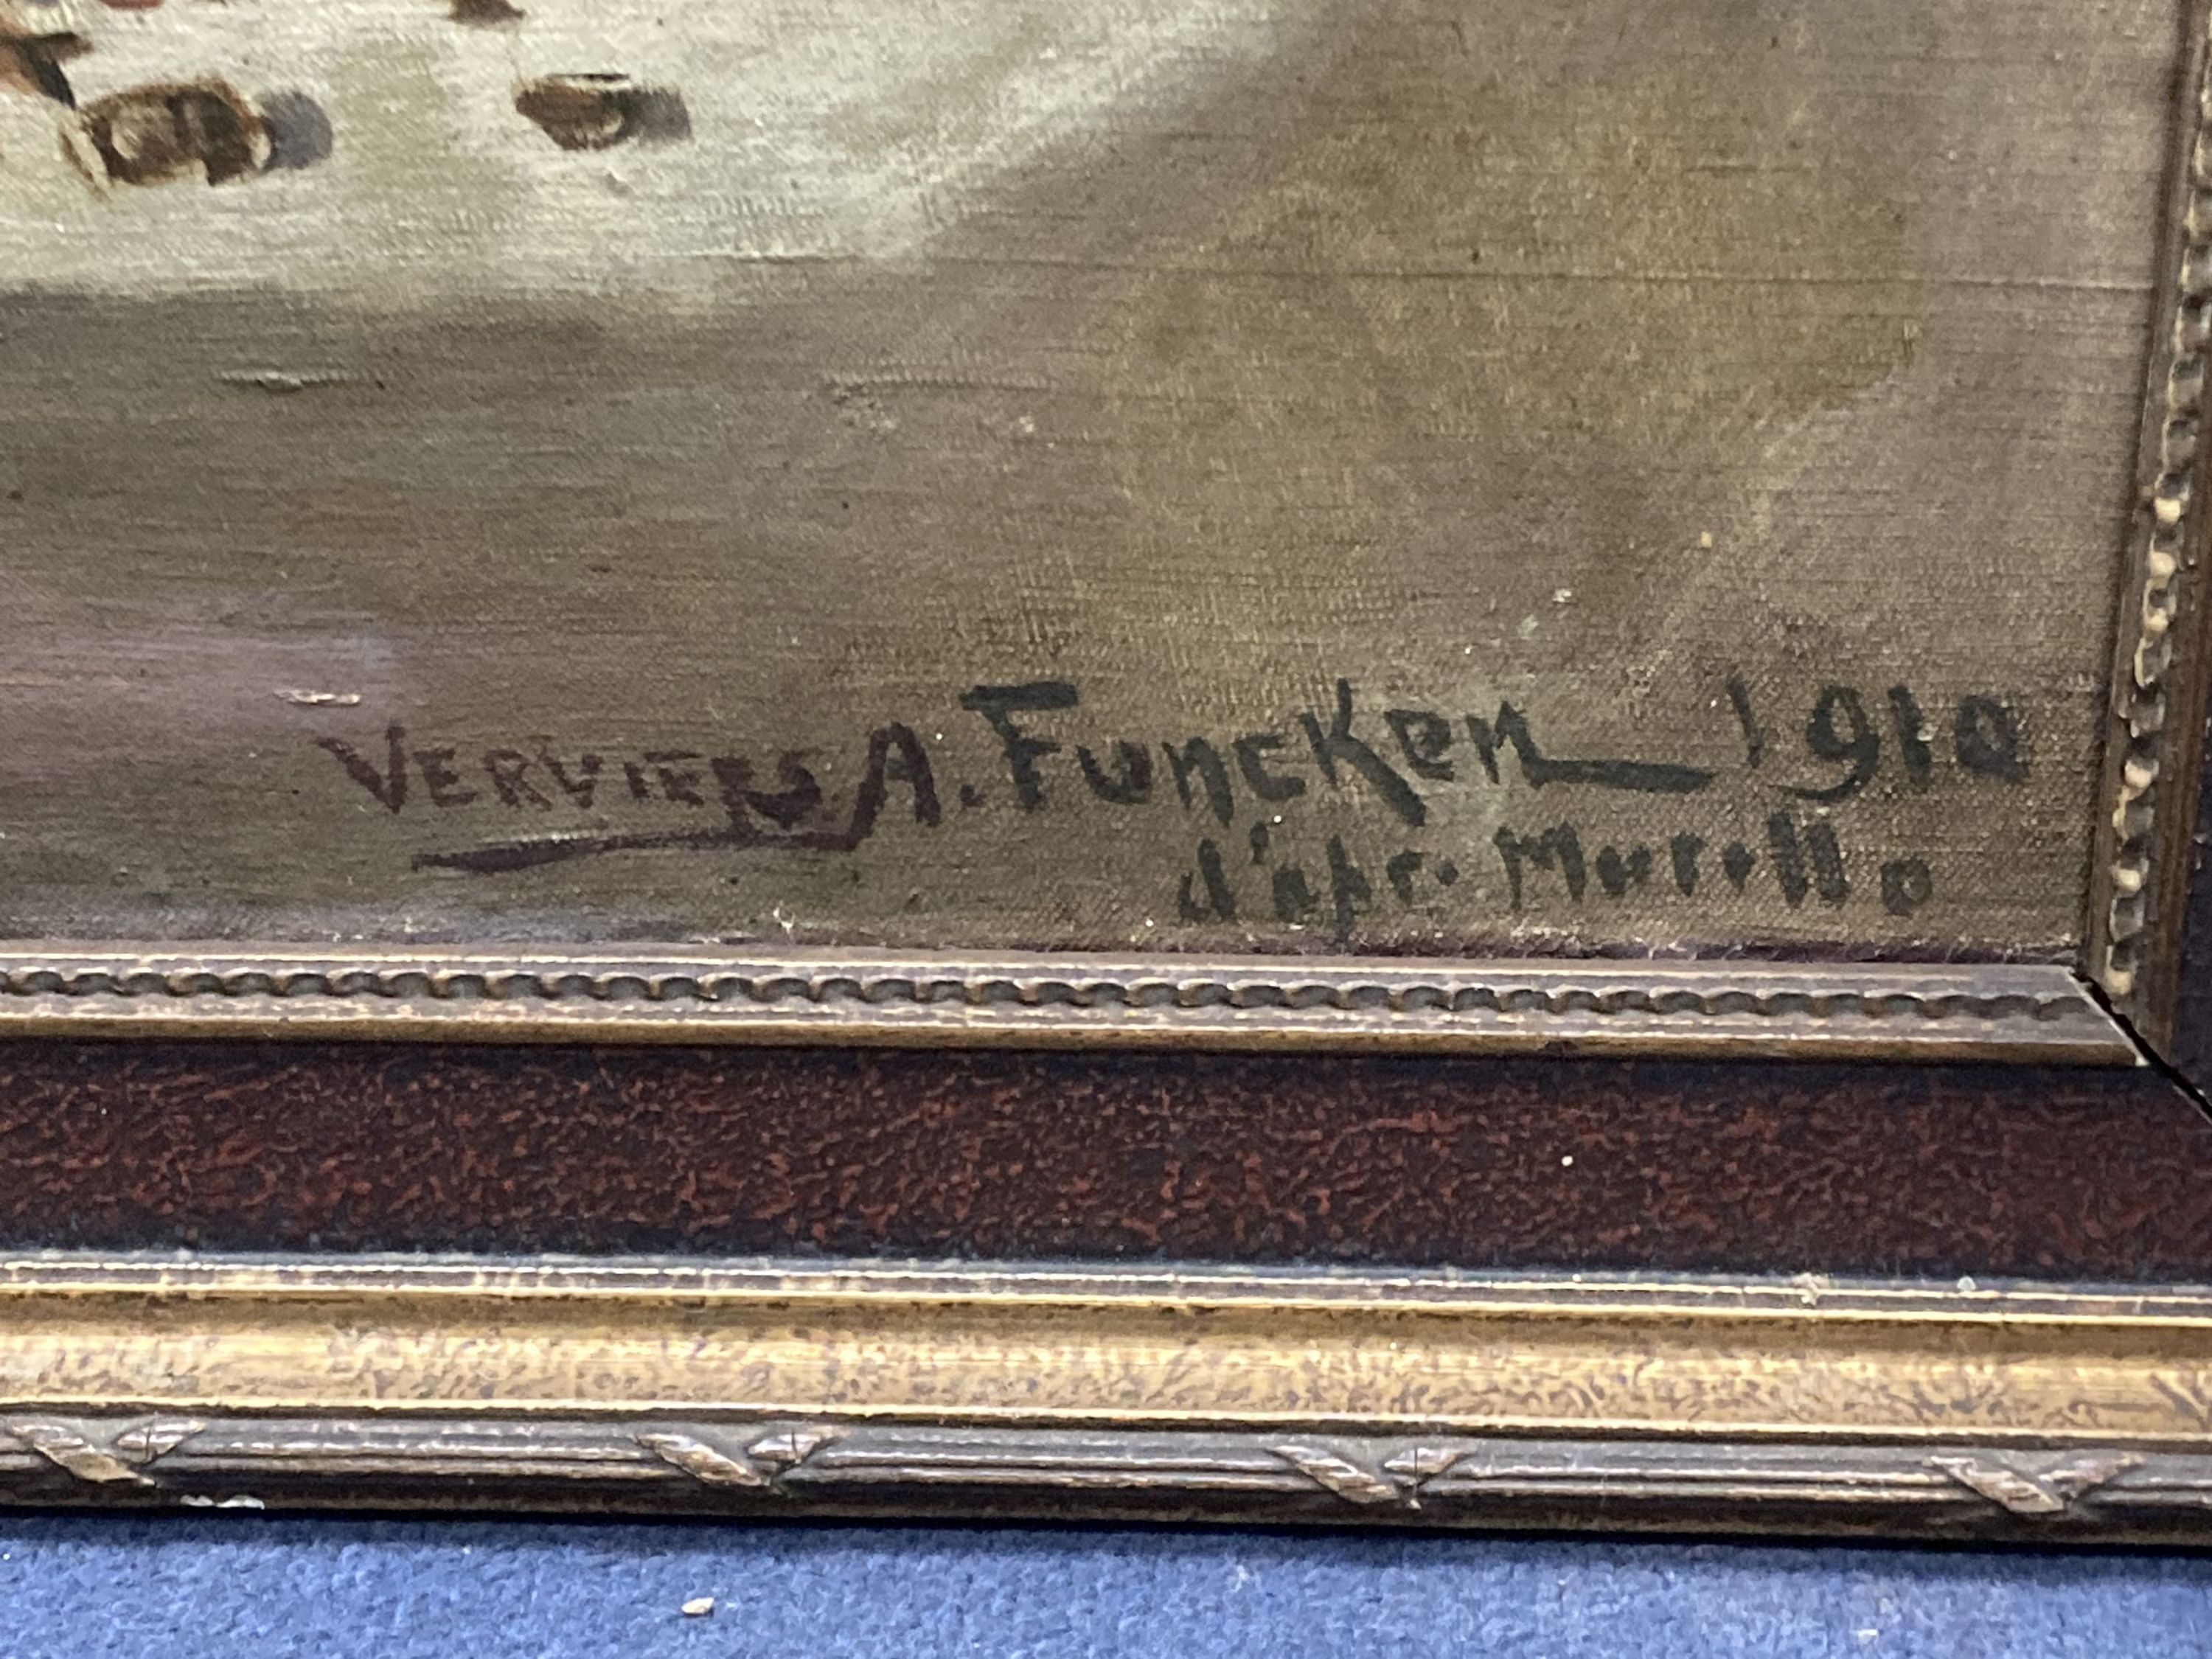 VERVIERS A. Funcken 1910
d'apr. Murillo